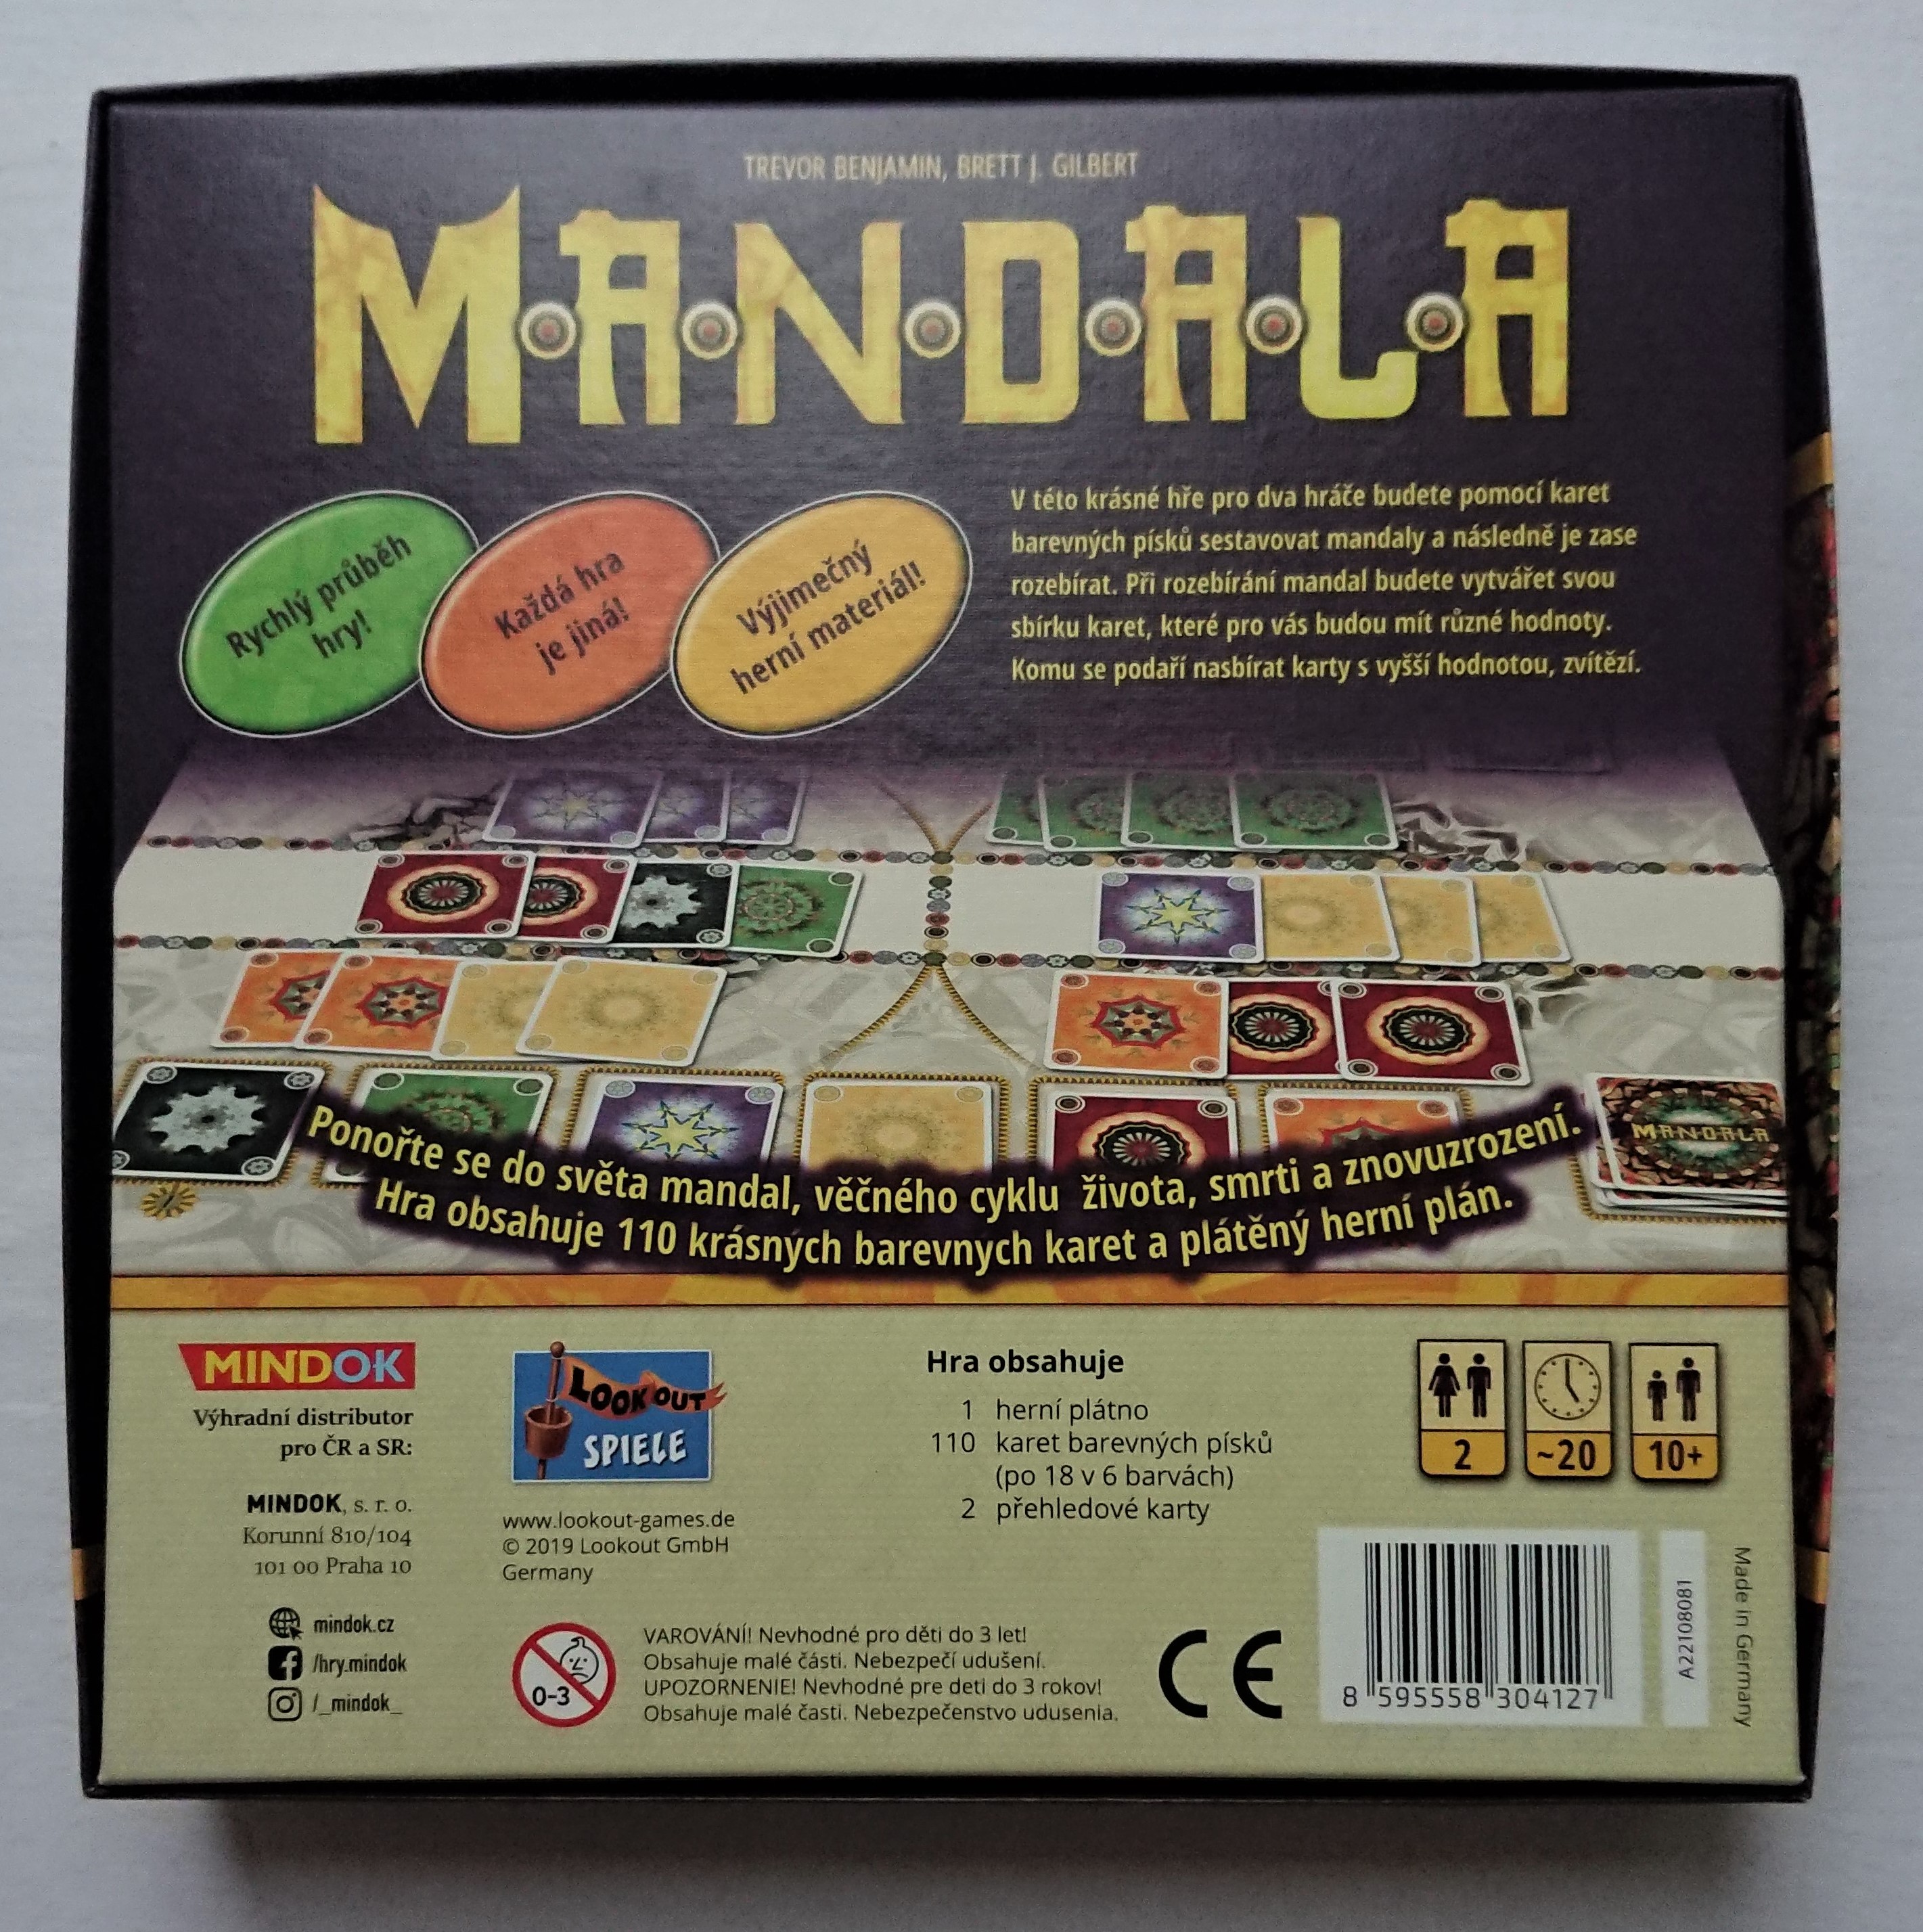 TREVOR BENJAMIN, BRETT J. GILBERT
MANDALA
Rychlý průběh
hry!
Každá hra
je jiná!
Výjimečný
herní materiál!
V této krásné hře pro dva hráče budete pomocí karet
barevných písků sestavovat mandaly a následně je zase
rozebírat. Při rozebírání mandal budete vytvářet svou
sbírku karet, které pro vás budou mít různé hodnoty.
Komu se podaří nasbírat karty s vyšší hodnotou, zvítězí.
MANDALA
Ponořte se do světa mandal, věčného cyklu života, smrti a znovuzrození.
Hra obsahuje 110 krásných barevnych karet a plátěný herní plán.
MINDOK
Výhradní distributor
pro ČR a SR:
MINDOK, s. r. o.
Korunní 810/104
101 00 Praha 10
mindok.cz
/hry.mindok
/_mindok_
LOOKOUT
SPIELE
www.lookout-games.de
© 2019 Lookout GmbH
Germany
Hra obsahuje
1 herní plátno
110 karet barevných písků
(po 18 v 6 barvách)
2 přehledové karty
2
~20
10+
0-3
VAROVÁNÍ! Nevhodné pro děti do 3 let!
Obsahuje malé části. Nebezpečí udušení.
UPOZORNENIE! Nevhodné pre deti do 3 rokov!
Obsahuje malé časti. Nebezpečenstvo udusenia.
CE
8 595558 304127
A22108081
Made in Germany